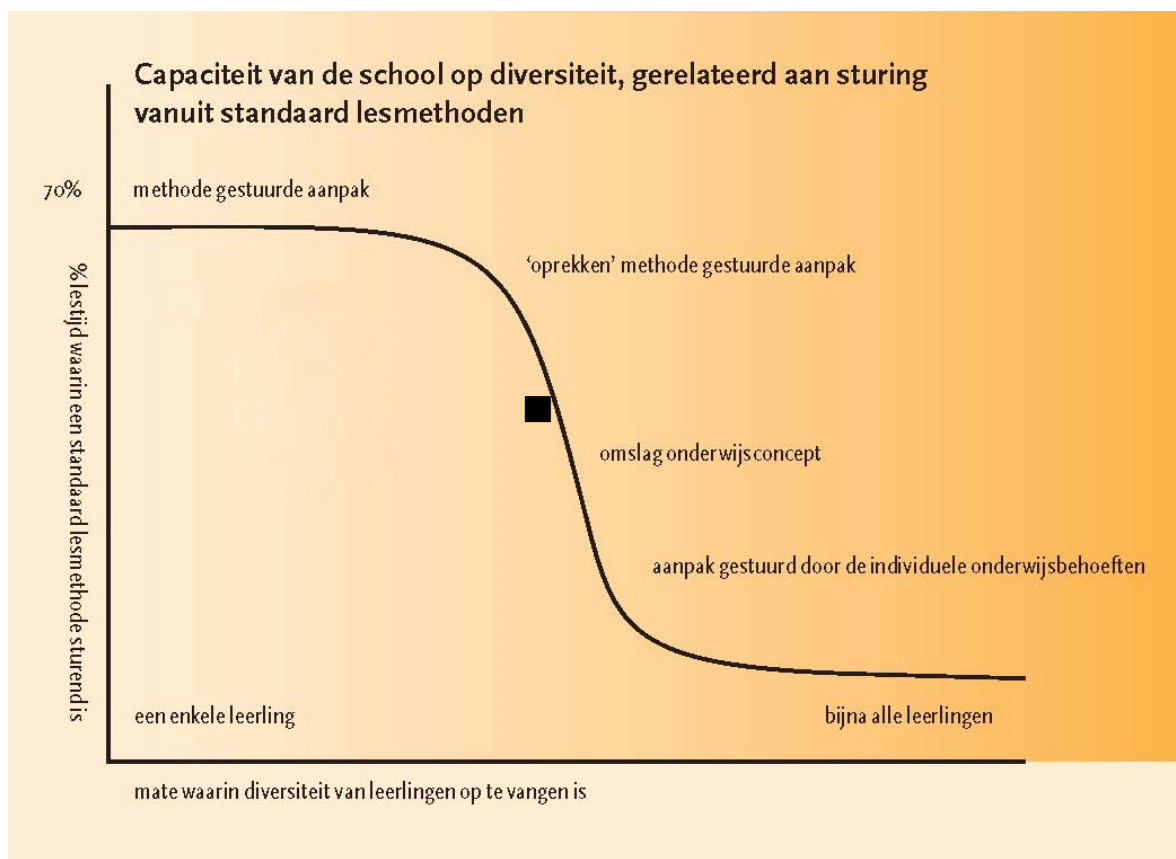 Capaciteit van de school op diversiteit, gerelateerd aan sturing
vanuit standaard lesmethoden
70%
methode gestuurde aanpak
‘oprekken’ methode gestuurde aanpak
% lestijd waarin een standaard lesmethode sturend is
omslag onderwijsconcept
aanpak gestuurd door de individuele onderwijsbehoeften
een enkele leerling
bijna alle leerlingen
mate waarin diversiteit van leerlingen op te vangen is